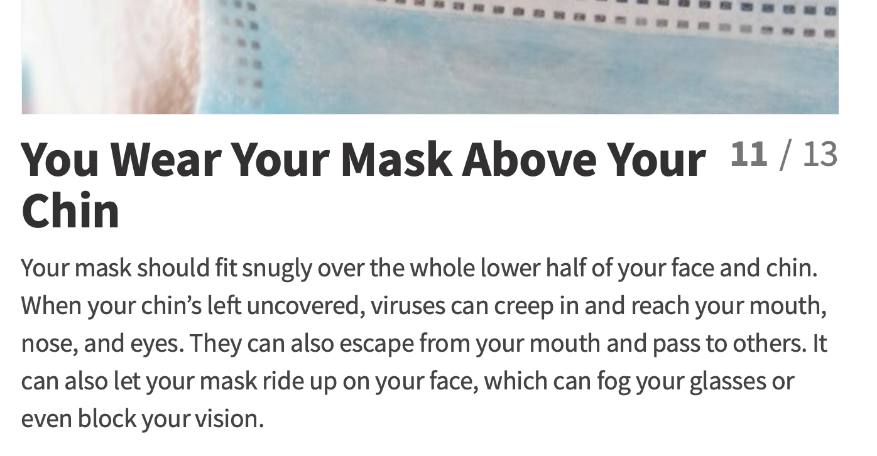 You Wear Your Mask Above Your 11 / 13
Chin
Your mask should fit snugly over the whole lower half of your face and chin.
When your chin’s left uncovered, viruses can creep in and reach your mouth,
nose, and eyes. They can also escape from your mouth and pass to others. It
can also let your mask ride up on your face, which can fog your glasses or
even block your vision.